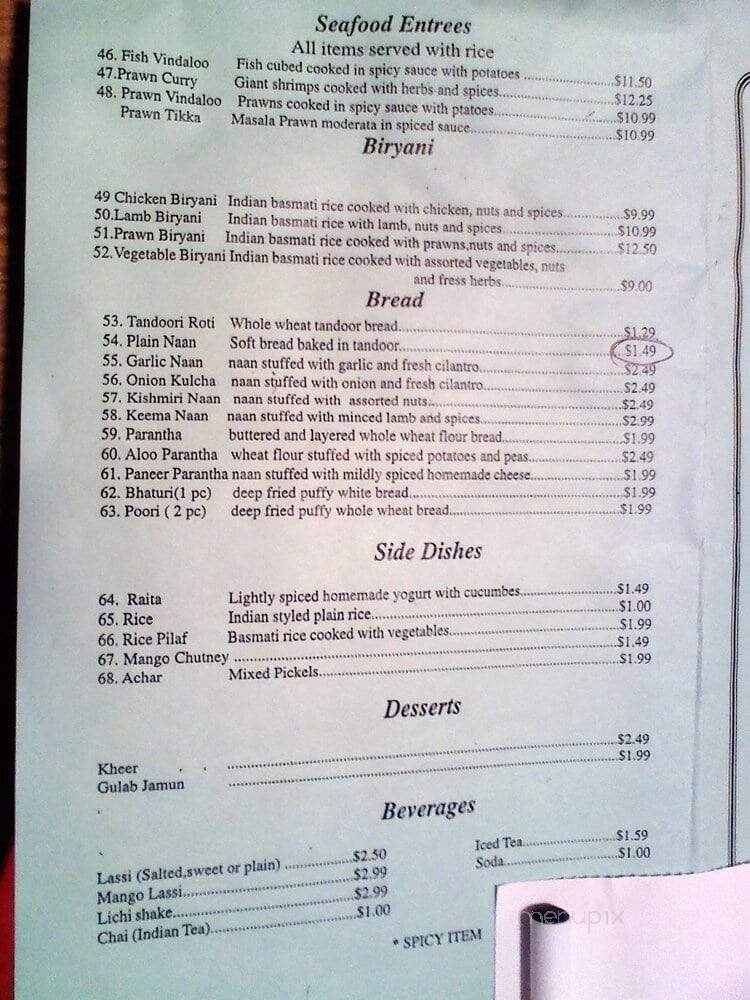 Seafood Entrees
All items served with rice
46. Fish Vindaloo Fish cubed cooked in spicy sauce with potatoes ..........$11.50
47.Prawn Curry Giant shrimps cooked with herbs and spices..........$12.25
48. Prawn Vindaloo Prawns cooked in spicy sauce with ptatoes..........$10.99
Prawn Tikka Masala Prawn moderata in spiced sauce..........$10.99
Biryani
49 Chicken Biryani Indian basmati rice cooked with chicken, nuts and spices..........$9.99
50.Lamb Biryani Indian basmati rice with lamb, nuts and spices..........$10.99
51.Prawn Biryani Indian basmati rice cooked with prawns,nuts and spices..........$12.50
52.Vegetable Biryani Indian basmati rice cooked with assorted vegetables, nuts
and fress herbs..........$9.00
Bread
53. Tandoori Roti Whole wheat tandoor bread..........$1.29
54. Plain Naan Soft bread baked in tandoor..........$1.49
55. Garlic Naan naan stuffed with garlic and fresh cilantro..........$2.49
56. Onion Kulcha naan stuffed with onion and fresh cilantro..........$2.49
57. Kishmiri Naan naan stuffed with assorted nuts..........$2.49
58. Keema Naan naan stuffed with minced lamb and spices..........$2.99
59. Parantha buttered and layered whole wheat flour bread..........$1.99
60. Aloo Parantha wheat flour stuffed with spiced potatoes and peas..........$2.49
61. Paneer Parantha naan stuffed with mildly spiced homemade cheese..........$1.99
62. Bhaturi(1 pc) deep fried puffy white bread..........$1.99
63. Poori ( 2 pc) deep fried puffy whole wheat bread..........$1.99
Side Dishes
64. Raita Lightly spiced homemade yogurt with cucumbes..........$1.49
65. Rice Indian styled plain rice..........$1.00
66. Rice Pilaf Basmati rice cooked with vegetables..........$1.99
67. Mango Chutney ..........$1.49
68. Achar Mixed Pickels..........$1.99
Desserts
Kheer ..........$2.49
Gulab Jamun ..........$1.99
Beverages
Lassi (Salted,sweet or plain) ..........$2.50
Mango Lassi..........$2.99
Lichi shake..........$2.99
Chai (Indian Tea)..........$1.00
Iced Tea..........$1.59
Soda..........$1.00
* SPICY ITEM
menupix